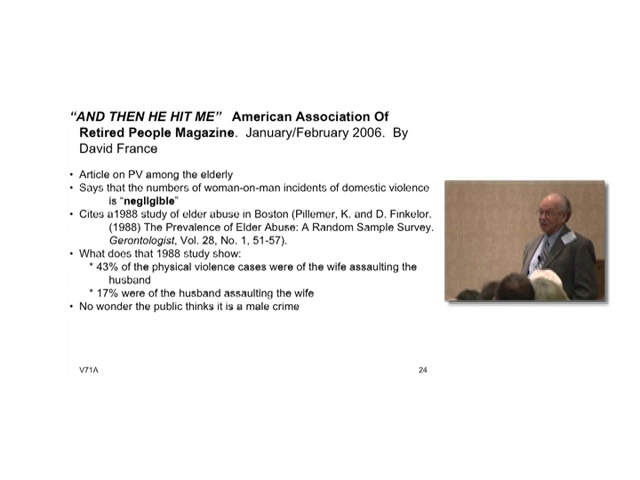 “AND THEN HE HIT ME” American Association Of
Retired People Magazine. January/February 2006. By
David France
• Article on PV among the elderly
• Says that the numbers of woman-on-man incidents of domestic violence
is “negligible”
• Cites a1988 study of elder abuse in Boston (Pillemer, K. and D. Finkelor.
(1988) The Prevalence of Elder Abuse: A Random Sample Survey.
Gerontologist, Vol. 28, No. 1, 51-57).
• What does that 1988 study show:
* 43% of the physical violence cases were of the wife assaulting the
husband
* 17% were of the husband assaulting the wife
• No wonder the public thinks it is a male crime
V71A
24